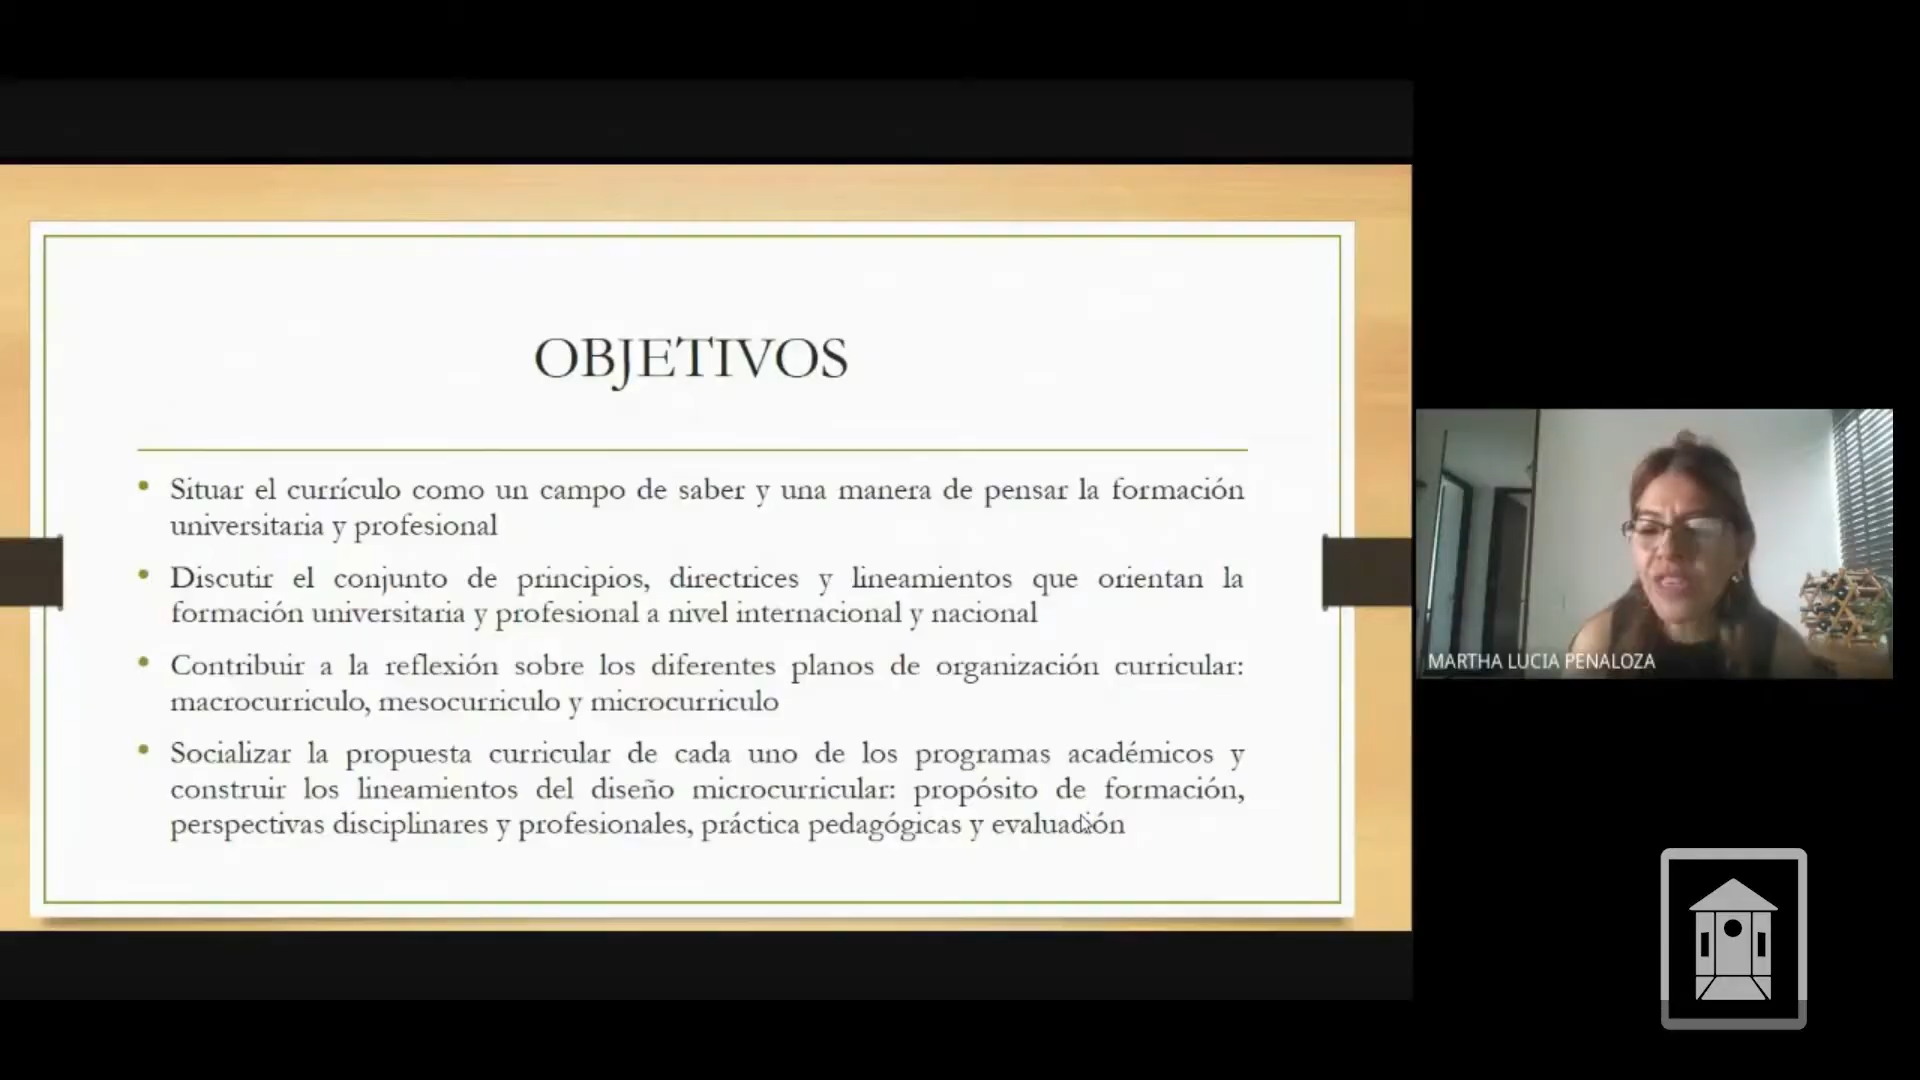 OBJETIVOS
• Situar el currículo como un campo de saber y una manera de pensar la formación
universitaria y profesional
• Discutir el conjunto de principios, directrices y lineamientos que orientan la
formación universitaria y profesional a nivel internacional y nacional
• Contribuir a la reflexión sobre los diferentes planos de organización curricular:
macrocurriculo, mesocurriculo y microcurriculo
• Socializar la propuesta curricular de cada uno de los programas académicos y
construir los lineamientos del diseño microcurricular: propósito de formación,
perspectivas disciplinares y profesionales, práctica pedagógicas y evaluación
MARTHA LUCIA PENALOZA